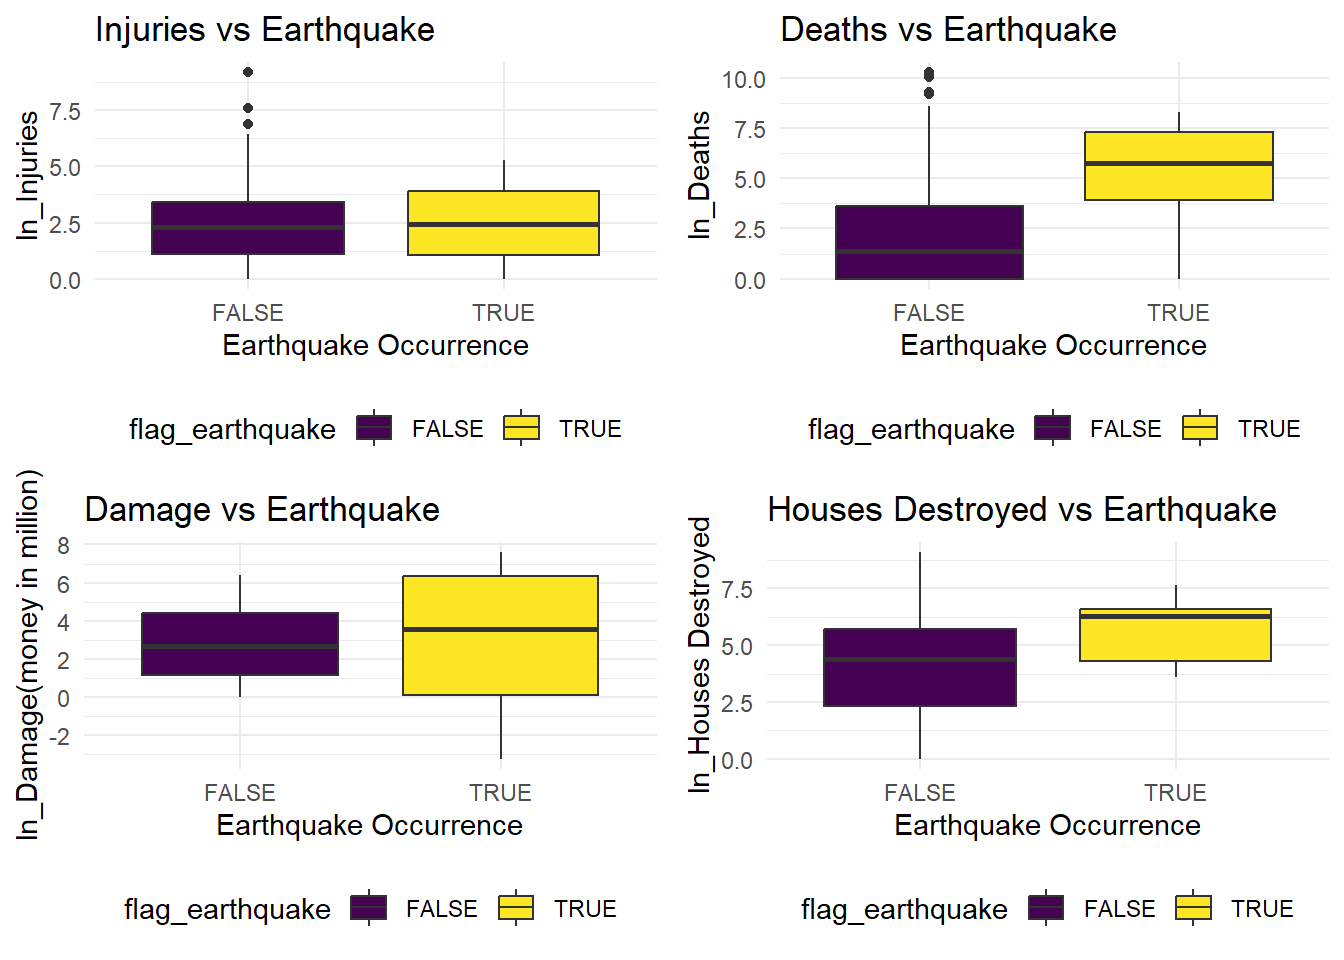 Injuries vs Earthquake
ln_Injuries
7.5
5.0
2.5
0.0
FALSE TRUE
Earthquake Occurrence
flag_earthquake FALSE TRUE
Deaths vs Earthquake
ln_Deaths
10.0
7.5
5.0
2.5
0.0
FALSE TRUE
Earthquake Occurrence
flag_earthquake FALSE TRUE
Damage vs Earthquake
ln_Damage(money in million)
8
6
4
2
0
-2
FALSE TRUE
Earthquake Occurrence
flag_earthquake FALSE TRUE
Houses Destroyed vs Earthquake
ln_Houses Destroyed
7.5
5.0
2.5
0.0
FALSE TRUE
Earthquake Occurrence
flag_earthquake FALSE TRUE